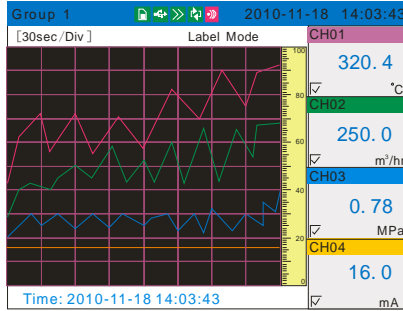 Group 1 2010-11-18 14:03:43
[30sec/Div] Label Mode
100
80
60
40
20
0
CH01
320.4
°C
CH02
250.0
m³/hr
CH03
0.78
MPa
CH04
16.0
mA
Time: 2010-11-18 14:03:43